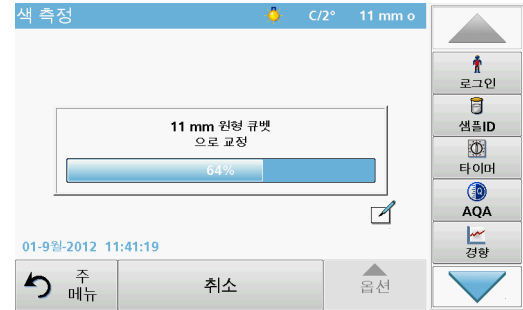 색 측정 C/2° 11 mm o
11 mm 원형 큐벳
으로 교정
64%
01-9월-2012 11:41:19
주
메뉴
취소
옵션
로그인
샘플ID
타이머
AQA
경향